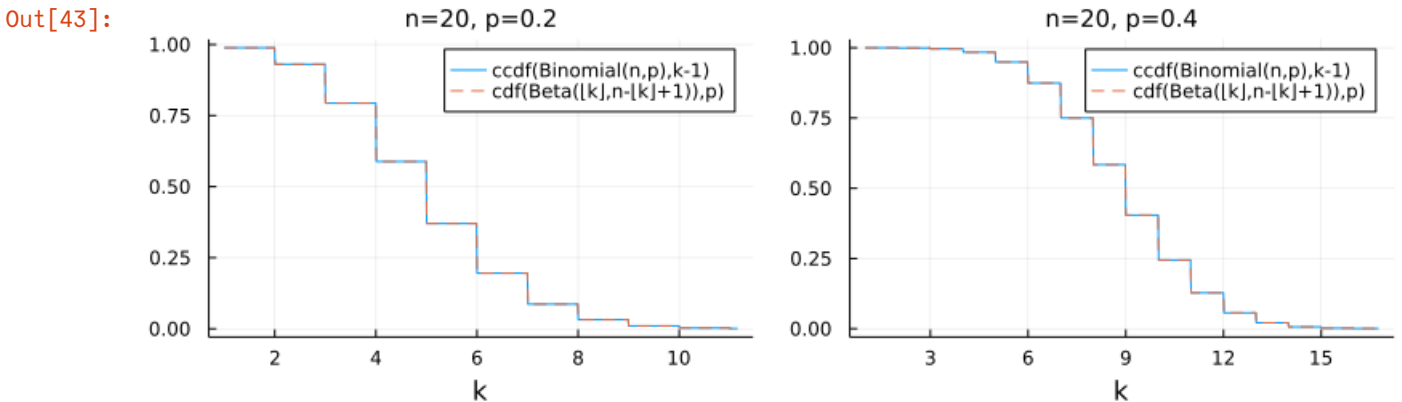 Out[43]:
n=20, p=0.2
1.00
0.75
0.50
0.25
0.00
ccdf(Binomial(n,p),k-1)
cdf(Beta(⌊k⌋,n-⌊k⌋+1)),p)
2 4 6 8 10
k
n=20, p=0.4
1.00
0.75
0.50
0.25
0.00
ccdf(Binomial(n,p),k-1)
cdf(Beta(⌊k⌋,n-⌊k⌋+1)),p)
3 6 9 12 15
k